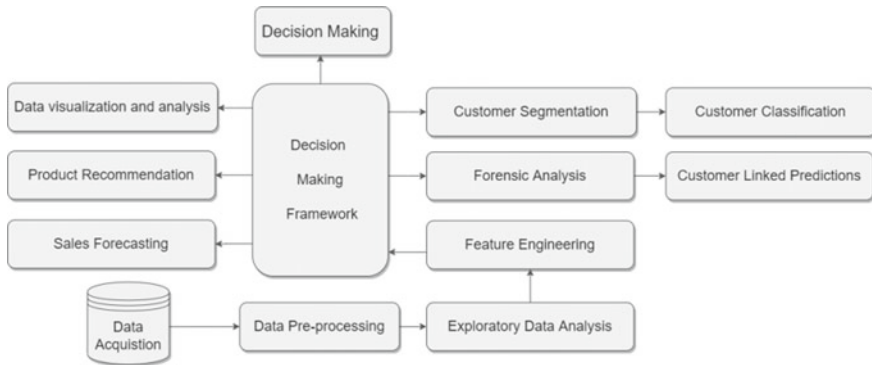 Decision Making
Data visualization and analysis
Customer Segmentation
Customer Classification
Decision
Making
Framework
Product Recommendation
Forensic Analysis
Customer Linked Predictions
Sales Forecasting
Feature Engineering
Data
Acquistion
Data Pre-processing
Exploratory Data Analysis